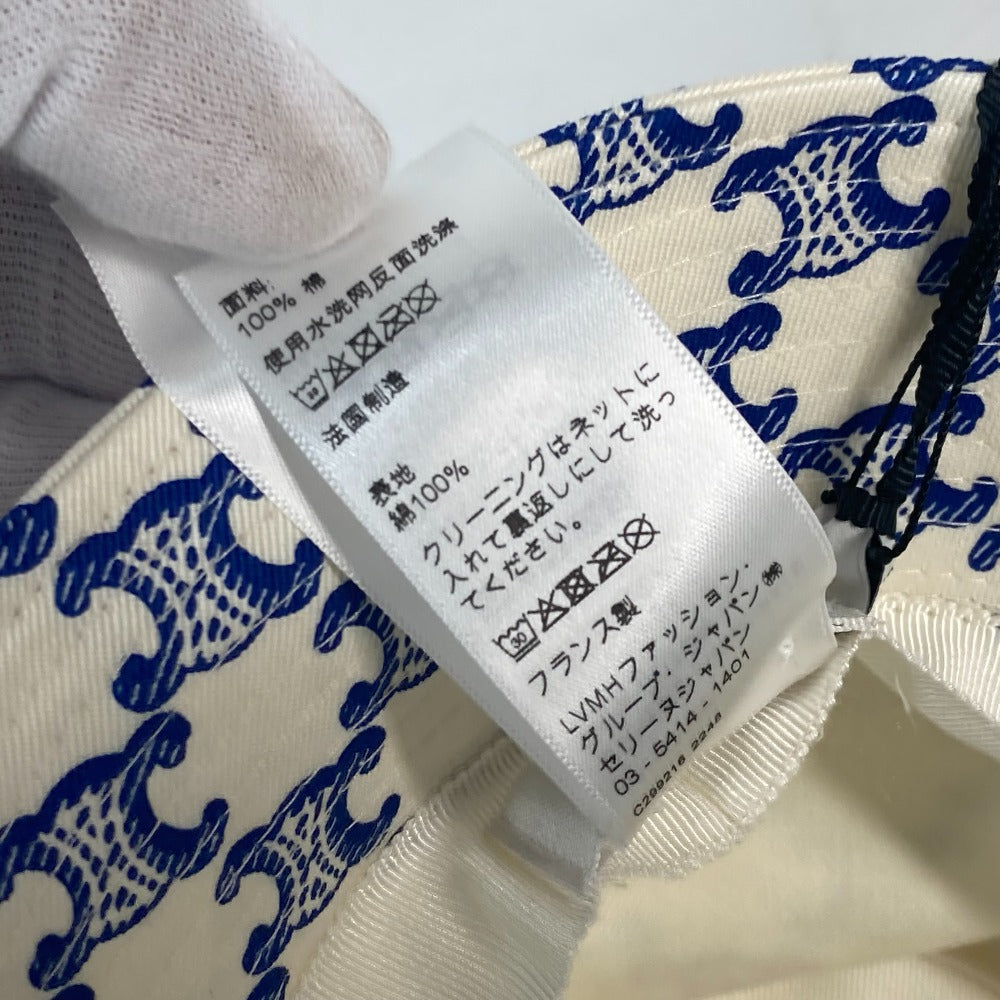 面料:
100% 棉
使用水洗网反面洗涤
30
法国制造
表地
綿100%
クリーニングはネットに
入れて裏返しにして洗っ
てください。
30
フランス製
LVMHファッション・
グループ・ジャパン㈱
セリーヌジャパン
03 - 5414 - 1401
C299216 2248